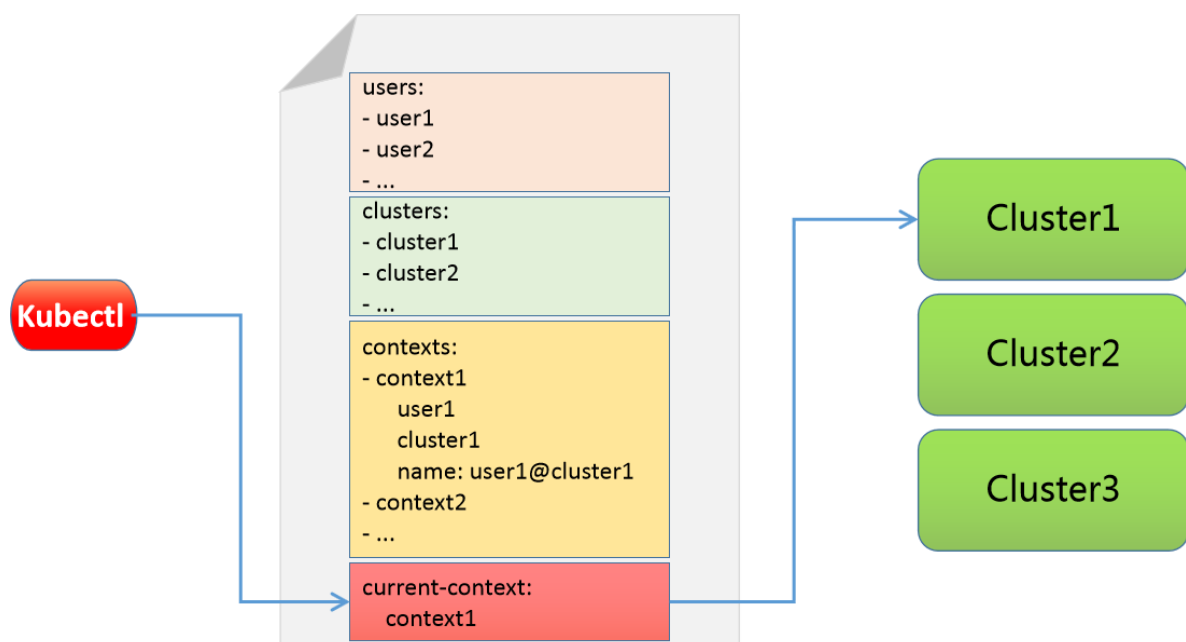 Kubectl
users:
- user1
- user2
- ...
clusters:
- cluster1
- cluster2
- ...
contexts:
- context1
user1
cluster1
name: user1@cluster1
- context2
- ...
current-context:
context1
Cluster1
Cluster2
Cluster3